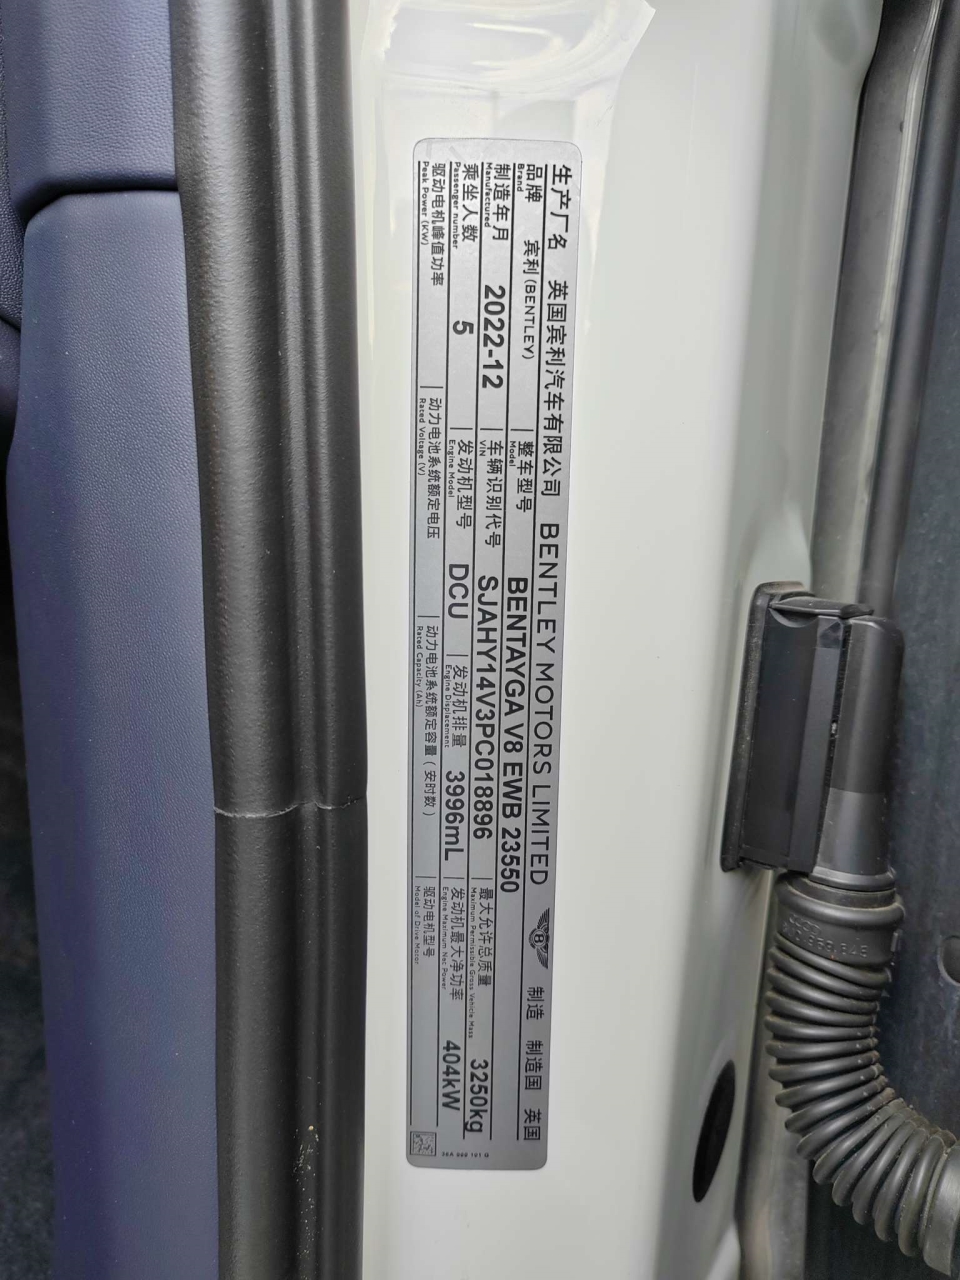 生产厂名 英国宾利汽车有限公司 BENTLEY MOTORS LIMITED B 制造 制造国 英国
品牌 宾利(BENTLEY) 整车型号 BENTAYGA V8 EWB 23550
Brand Model
制造年月 2022-12 车辆识别代号 SJAHY14V3PC018896 最大允许总质量 3250kg
Manufactured VIN Maximum Permissible Gross Vehicle Mass
乘坐人数 5 发动机型号 DCU 发动机排量 3996mL 发动机最大净功率 404kW
Passenger number Engine Model Engine Displacement Engine Maximum Net Power
驱动电机峰值功率 动力电池系统额定电压 动力电池系统额定容量(安时数) 驱动电机型号
Peak Power (KW) Rated Voltage (V) Rated Capacity (Ah) Model of Drive Motor